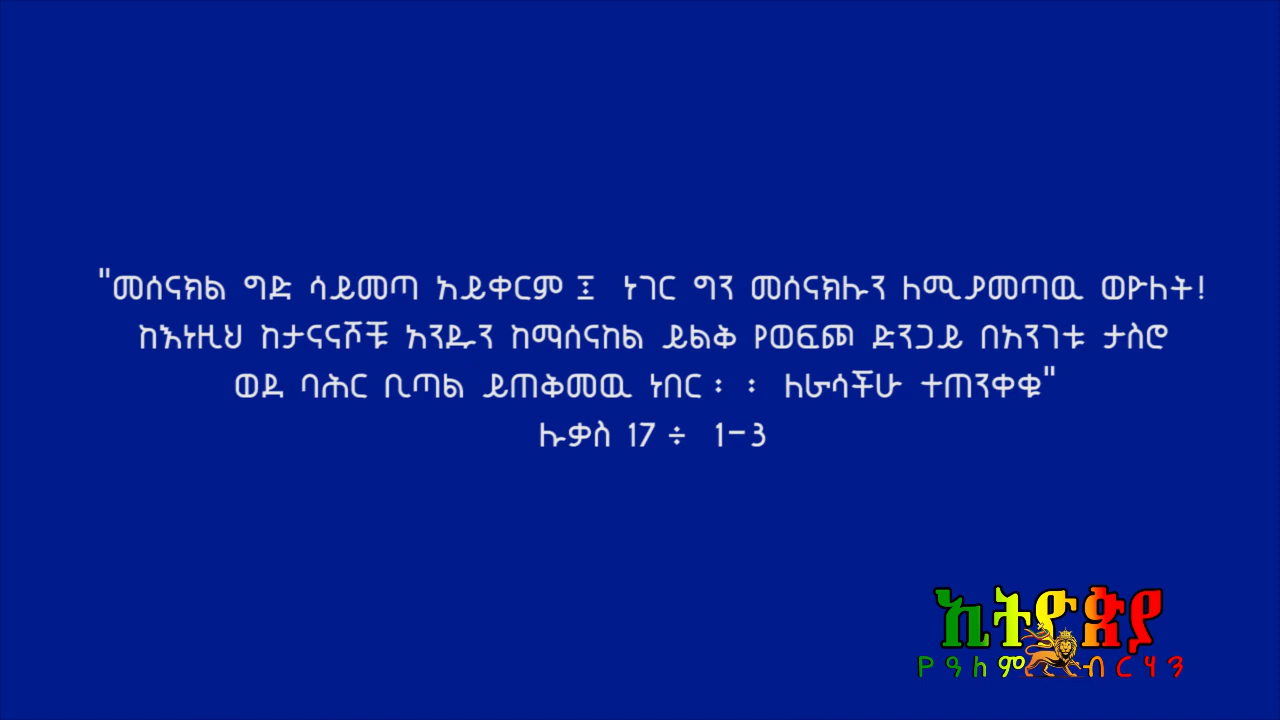 "መሰናክል ግድ ሳይመጣ አይቀርም ፤ ነገር ግን መሰናክሉን ለሚያመጣዉ ወዮለት!
ከእነዚህ ከታናናሾቹ አንዱን ከማሰናከል ይልቅ የወፍጮ ድንጋይ በአንገቱ ታስሮ
ወደ ባሕር ቢጣል ይጠቅመዉ ነበር ፡ ፡ ለራሳችሁ ተጠንቀቁ"
ሉቃስ 17 ÷ 1-3
ኢትዮጵያ
የዓለም ብርሃን